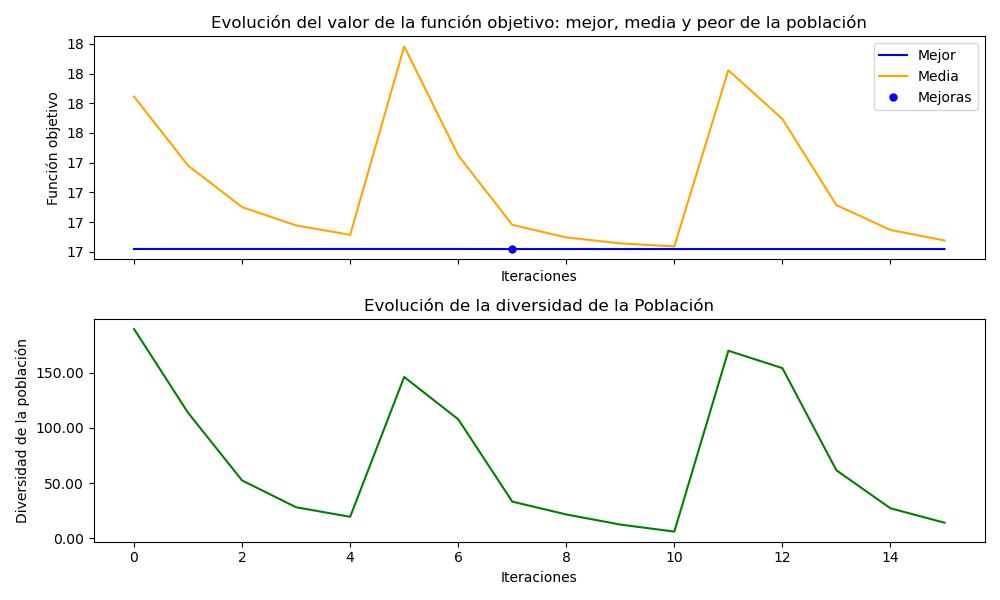 Evolución del valor de la función objetivo: mejor, media y peor de la población
Función objetivo
18
18
18
18
17
17
17
17
Mejor
Media
Mejoras
Iteraciones
Evolución de la diversidad de la Población
Diversidad de la población
150.00
100.00
50.00
0.00
0 2 4 6 8 10 12 14
Iteraciones